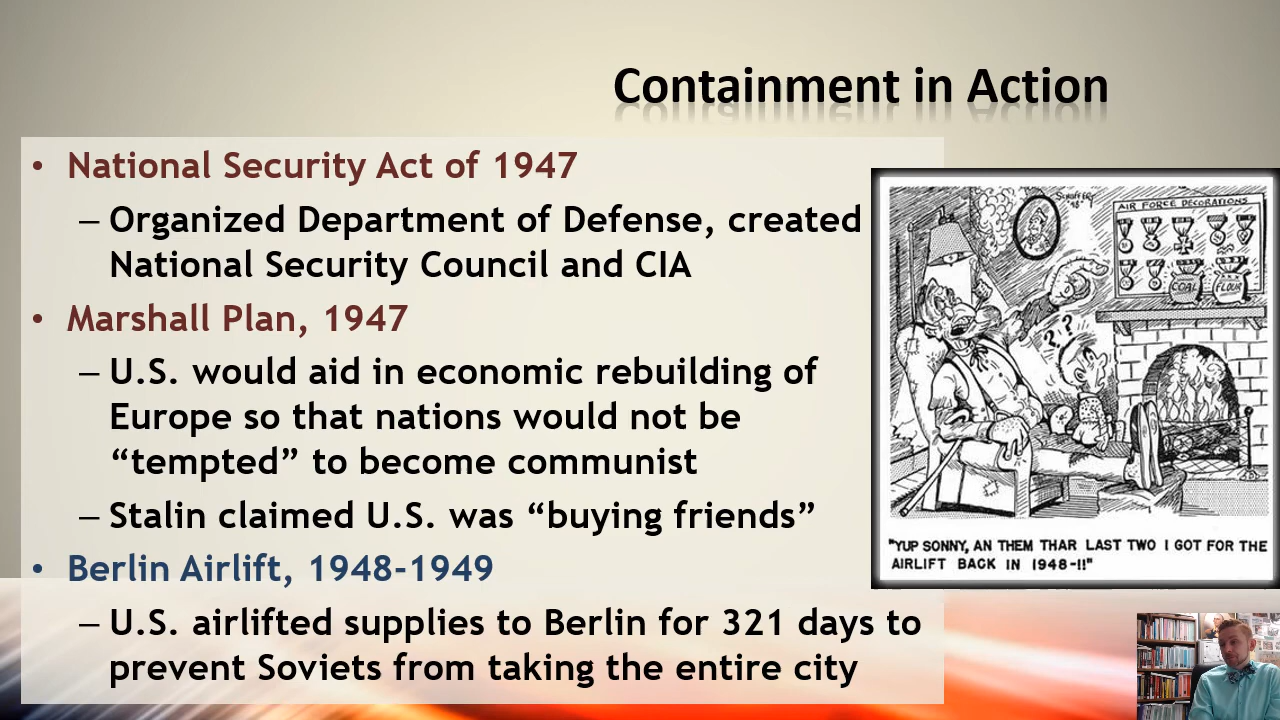 Containment in Action
• National Security Act of 1947
– Organized Department of Defense, created
National Security Council and CIA
• Marshall Plan, 1947
– U.S. would aid in economic rebuilding of
Europe so that nations would not be
“tempted” to become communist
– Stalin claimed U.S. was “buying friends”
• Berlin Airlift, 1948-1949
– U.S. airlifted supplies to Berlin for 321 days to
prevent Soviets from taking the entire city
AIR FORCE DECORATIONS
COAL
FLOUR
??
"YUP SONNY, AN THEM THAR LAST TWO I GOT FOR THE
AIRLIFT BACK IN 1948-!!"